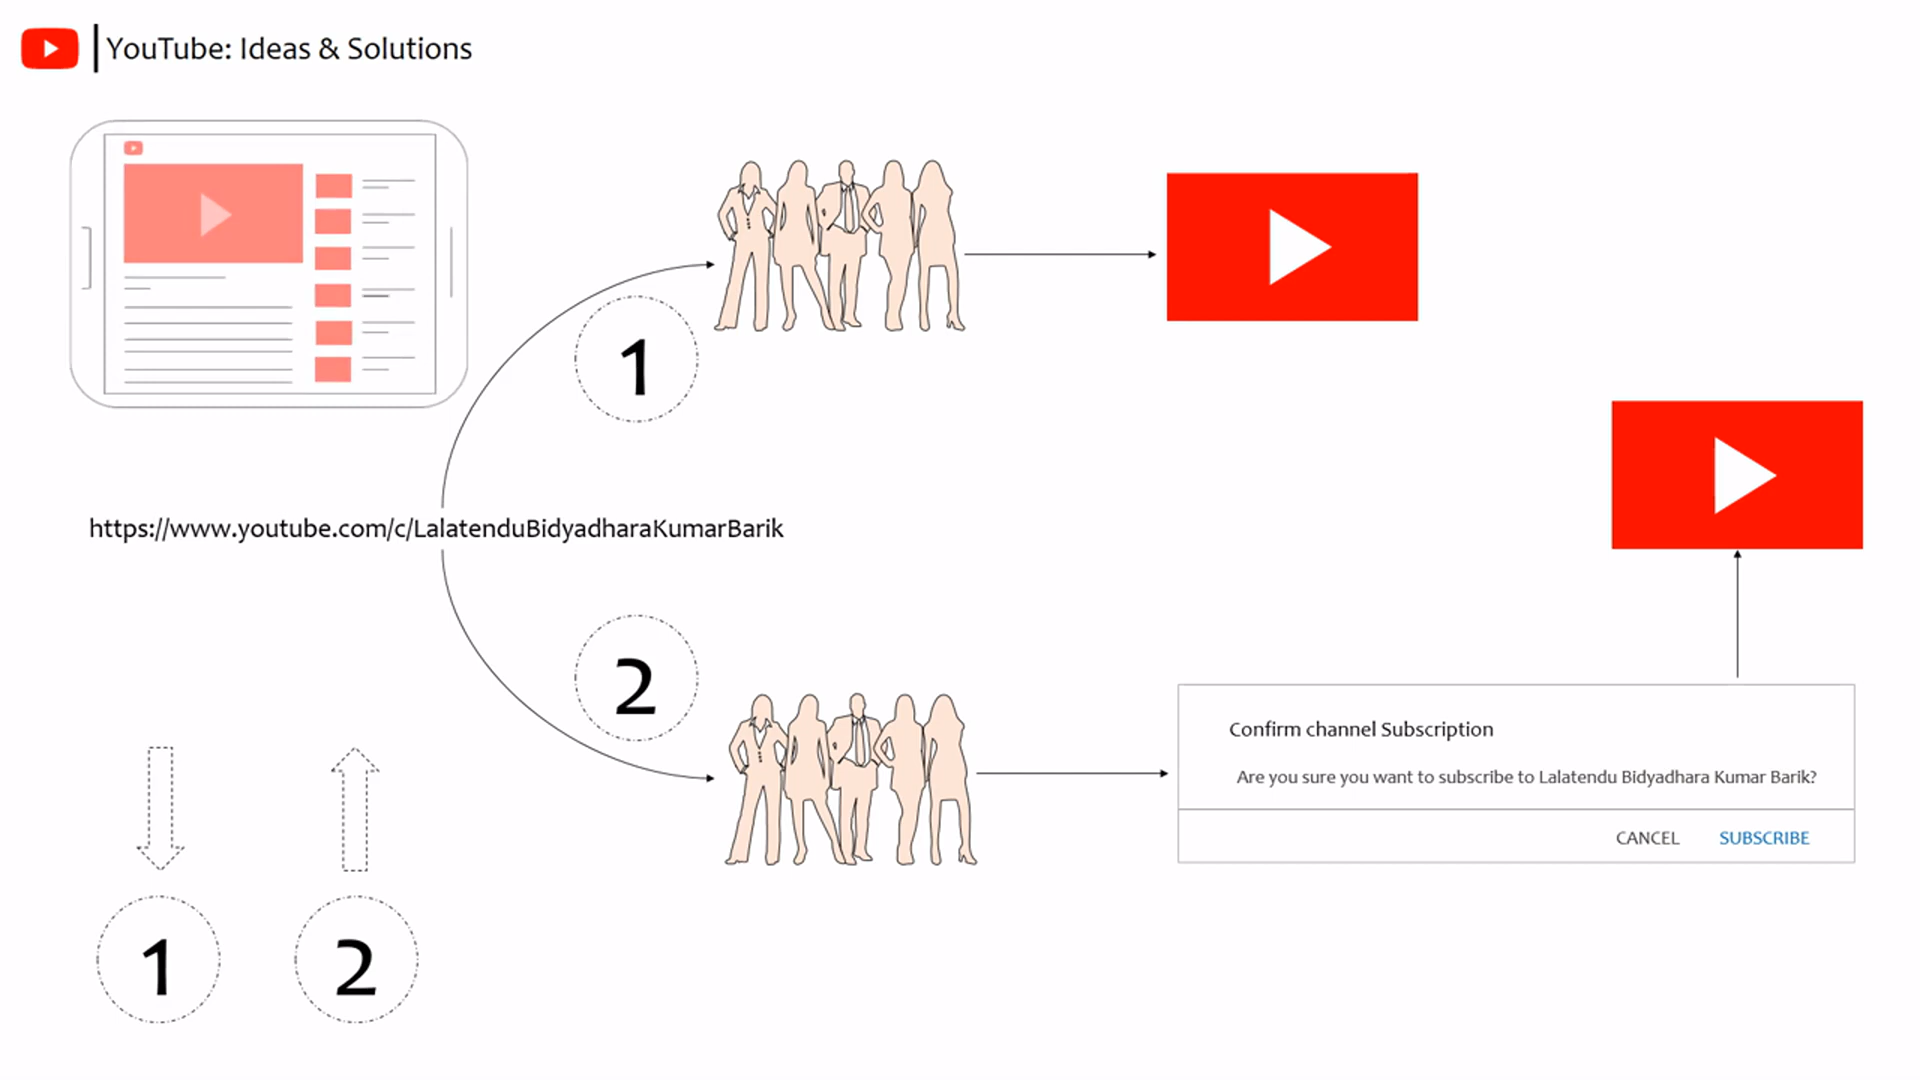 YouTube: Ideas & Solutions
1
https://www.youtube.com/c/LalatenduBidyadharaKumarBarik
2
Confirm channel Subscription
Are you sure you want to subscribe to Lalatendu Bidyadhara Kumar Barik?
CANCEL SUBSCRIBE
1 2